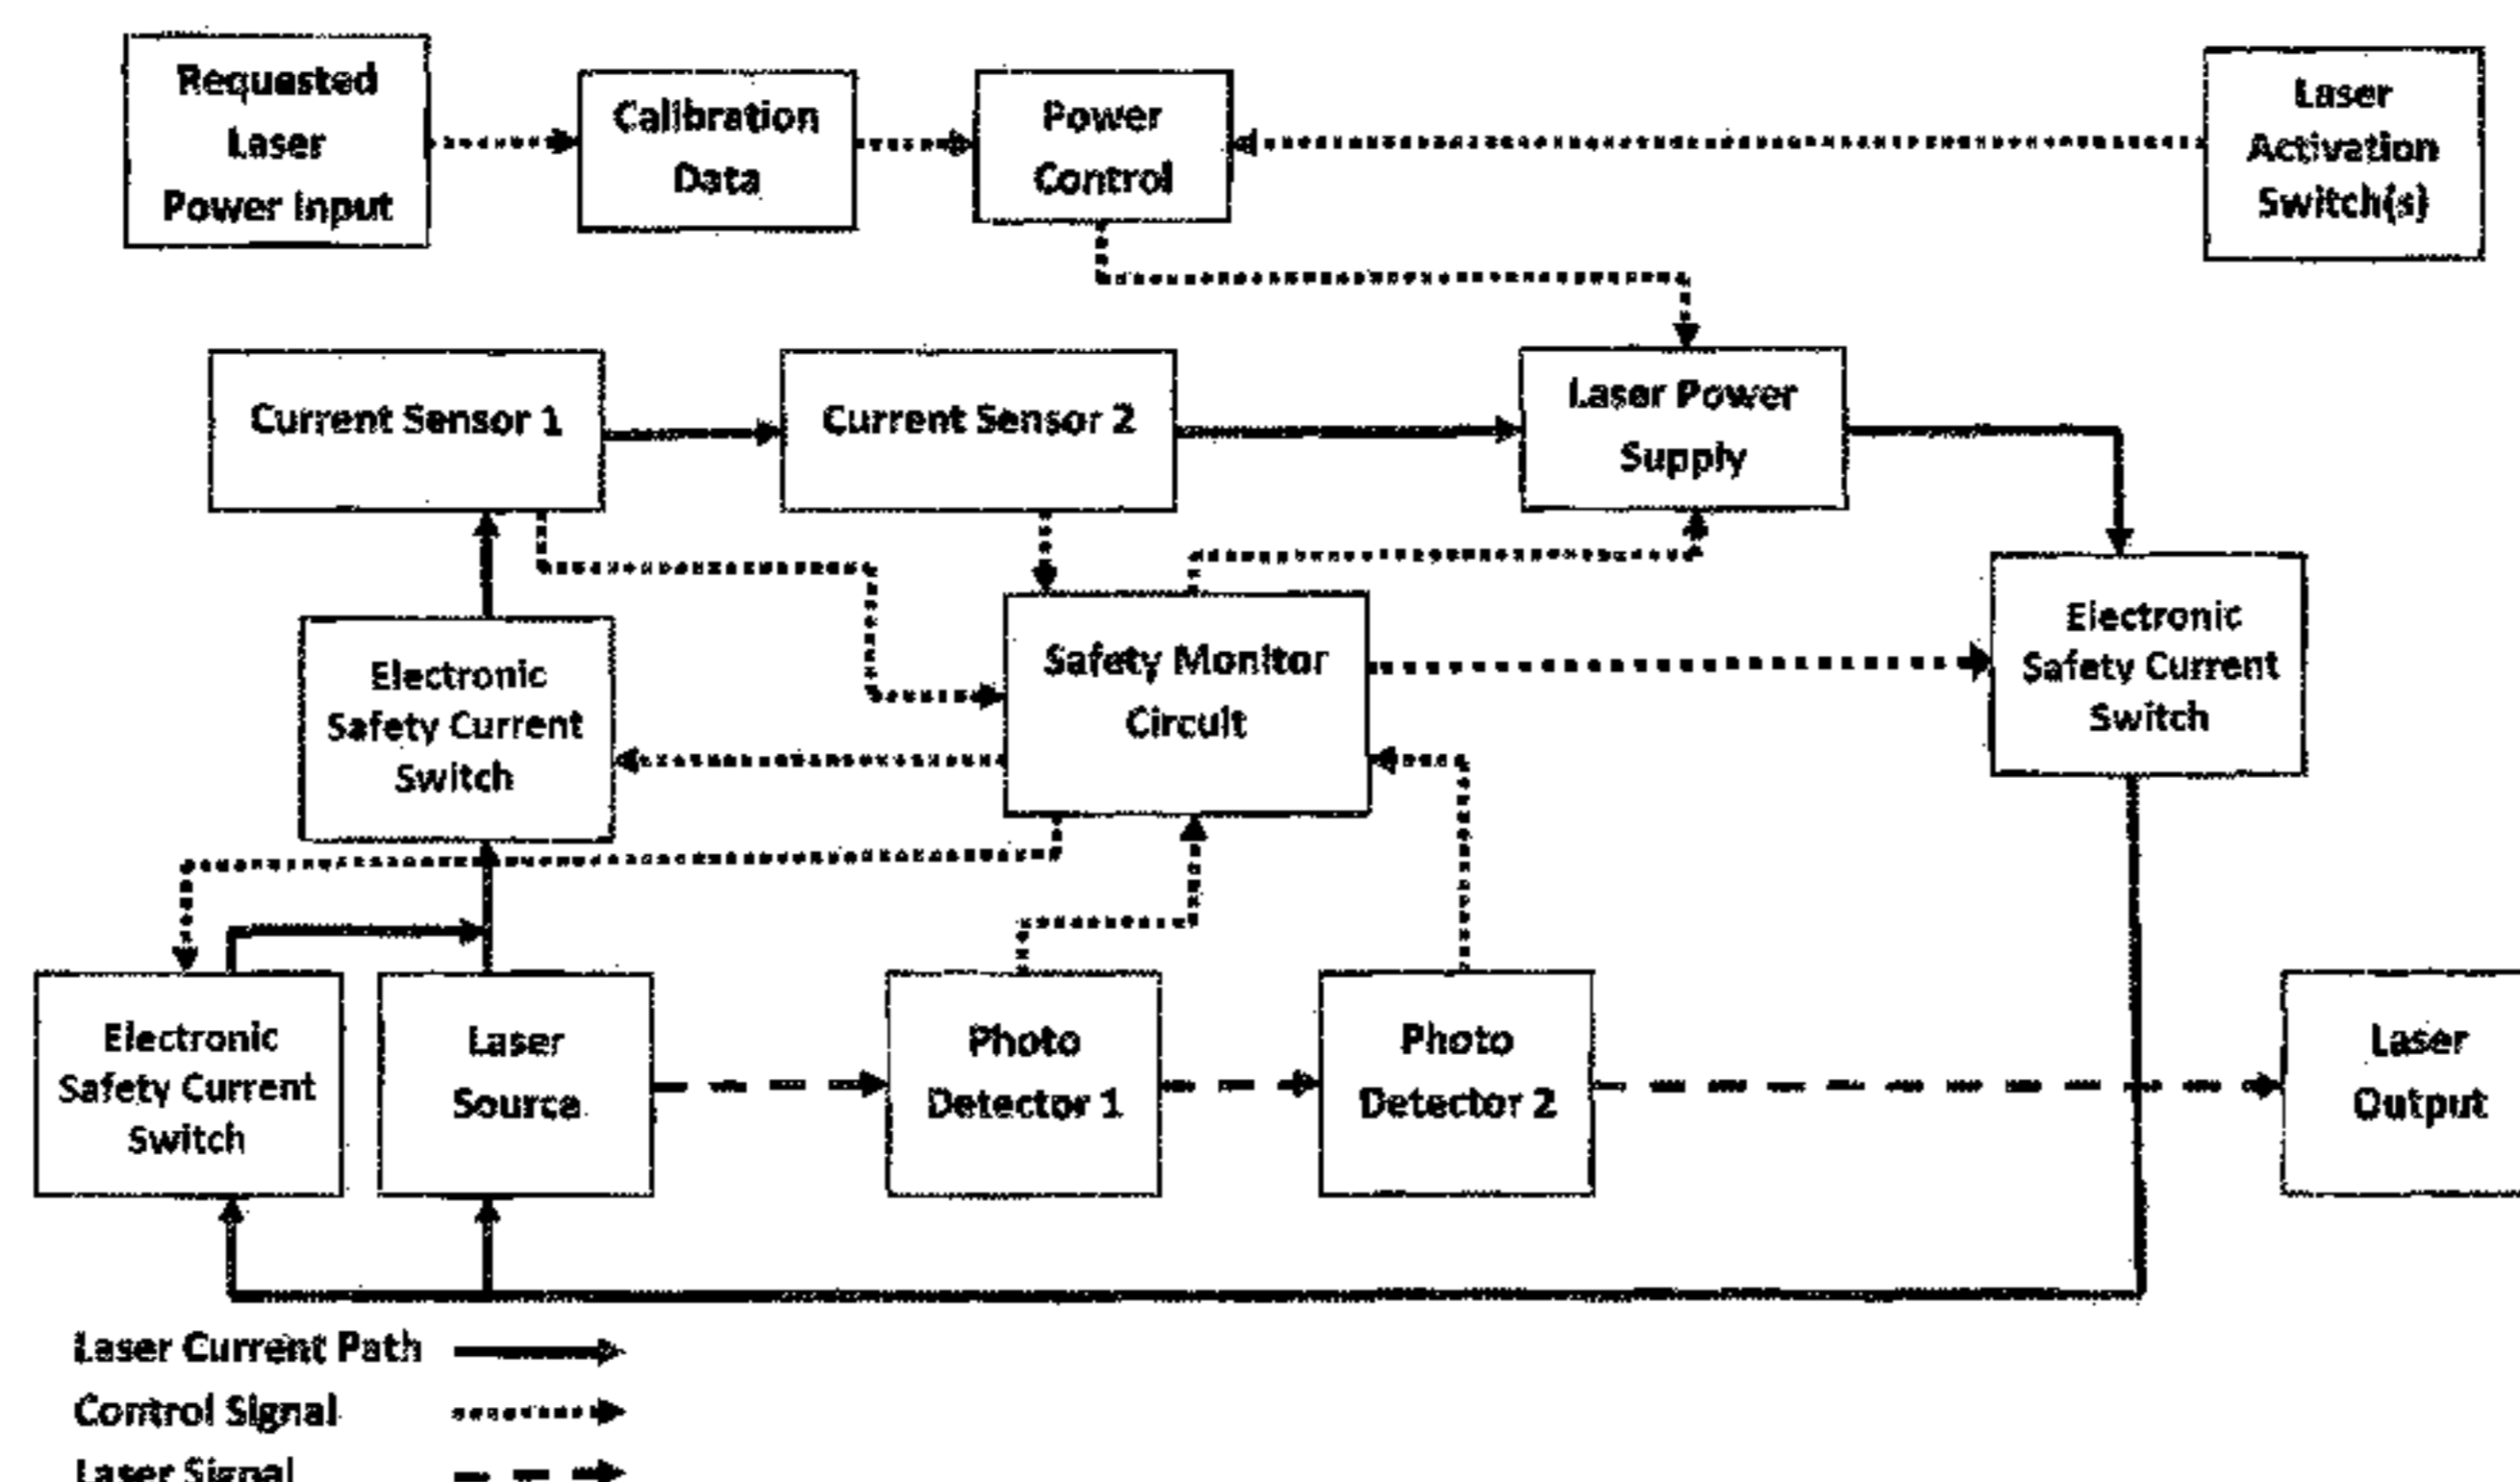 Requested
Laser
Power Input
Calibration
Data
Power
Control
Laser
Activation
Switch(s)
Current Sensor 1
Current Sensor 2
Laser Power
Supply
Electronic
Safety Current
Switch
Safety Monitor
Circuit
Electronic
Safety Current
Switch
Electronic
Safety Current
Switch
Laser
Source
Photo
Detector 1
Photo
Detector 2
Laser
Output
Laser Current Path
Control Signal
Laser Signal